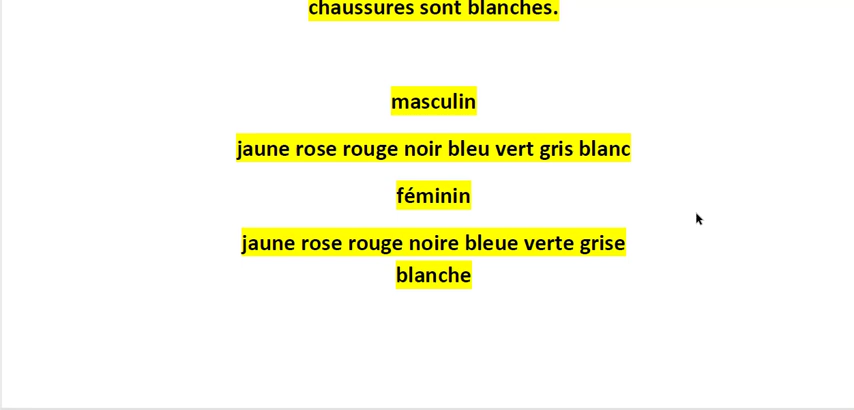 chaussures sont blanches.
masculin
jaune rose rouge noir bleu vert gris blanc
féminin
jaune rose rouge noire bleue verte grise
blanche